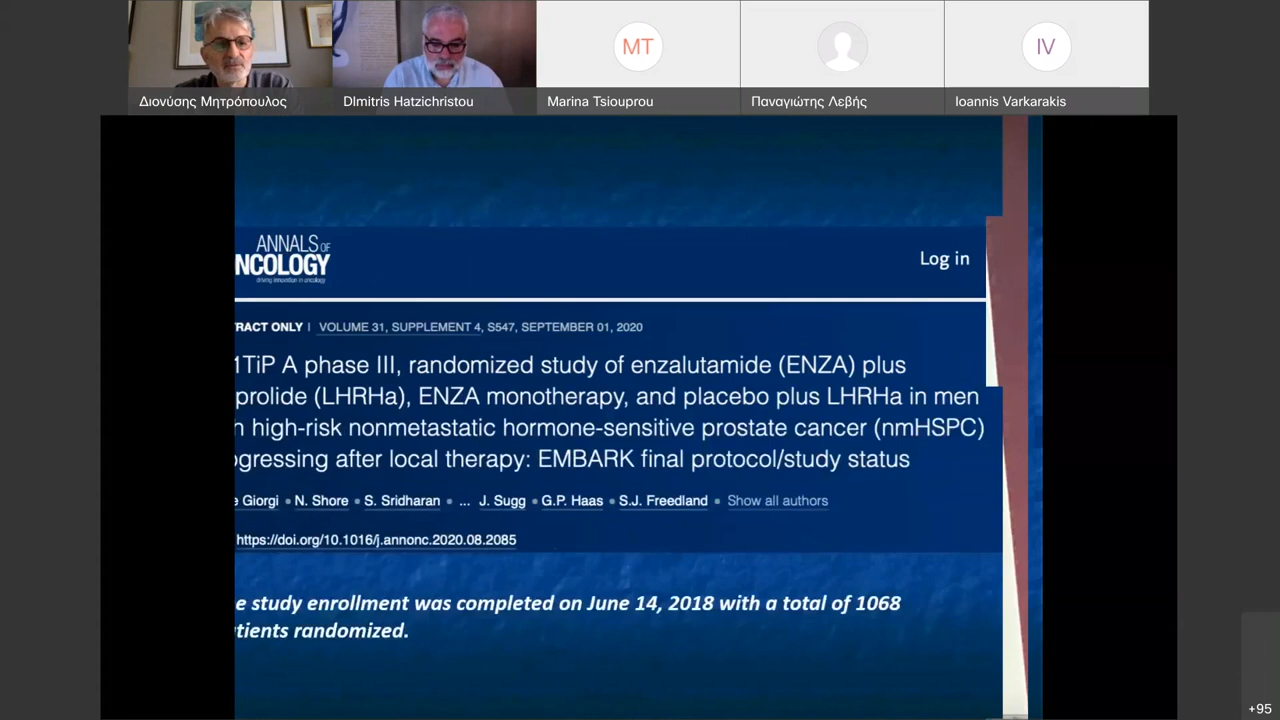 MT
IV
Διονύσης Μητρόπουλος
DImitris Hatzichristou
Marina Tsiouprou
Παναγιώτης Λεβής
Ioannis Varkarakis
ANNALS OF
NCOLOGY
driving innovation in oncology
Log in
RACT ONLY | VOLUME 31, SUPPLEMENT 4, S547, SEPTEMBER 01, 2020
1TiP A phase III, randomized study of enzalutamide (ENZA) plus
prolide (LHRHa), ENZA monotherapy, and placebo plus LHRHa in men
h high-risk nonmetastatic hormone-sensitive prostate cancer (nmHSPC)
ogressing after local therapy: EMBARK final protocol/study status
e Giorgi • N. Shore • S. Sridharan • ... J. Sugg • G.P. Haas • S.J. Freedland • Show all authors
https://doi.org/10.1016/j.annonc.2020.08.2085
e study enrollment was completed on June 14, 2018 with a total of 1068
tients randomized.
+95